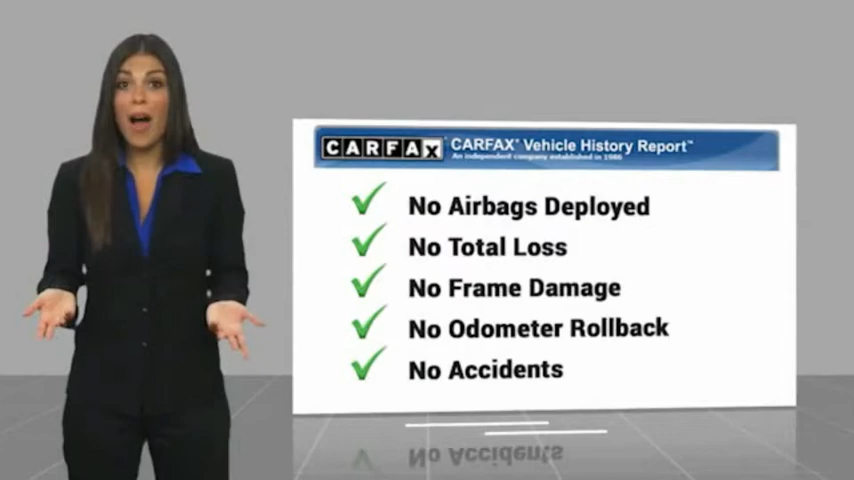 CARFAX CARFAX® Vehicle History Report™
An independent company established in 1986
No Airbags Deployed
No Total Loss
No Frame Damage
No Odometer Rollback
No Accidents
No Accidents